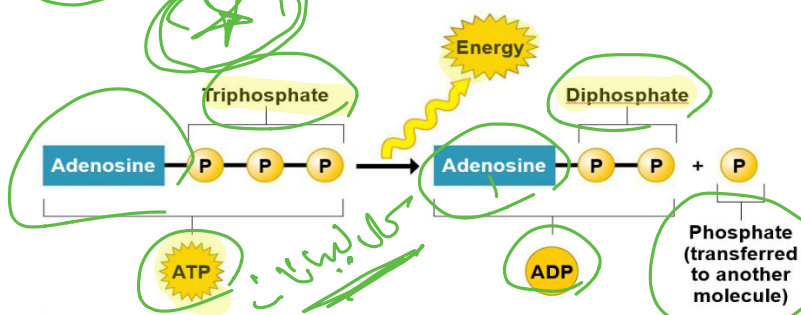 Energy
Triphosphate
Diphosphate
Adenosine P P P
Adenosine P P + P
ATP
ADP
Phosphate
(transferred
to another
molecule)